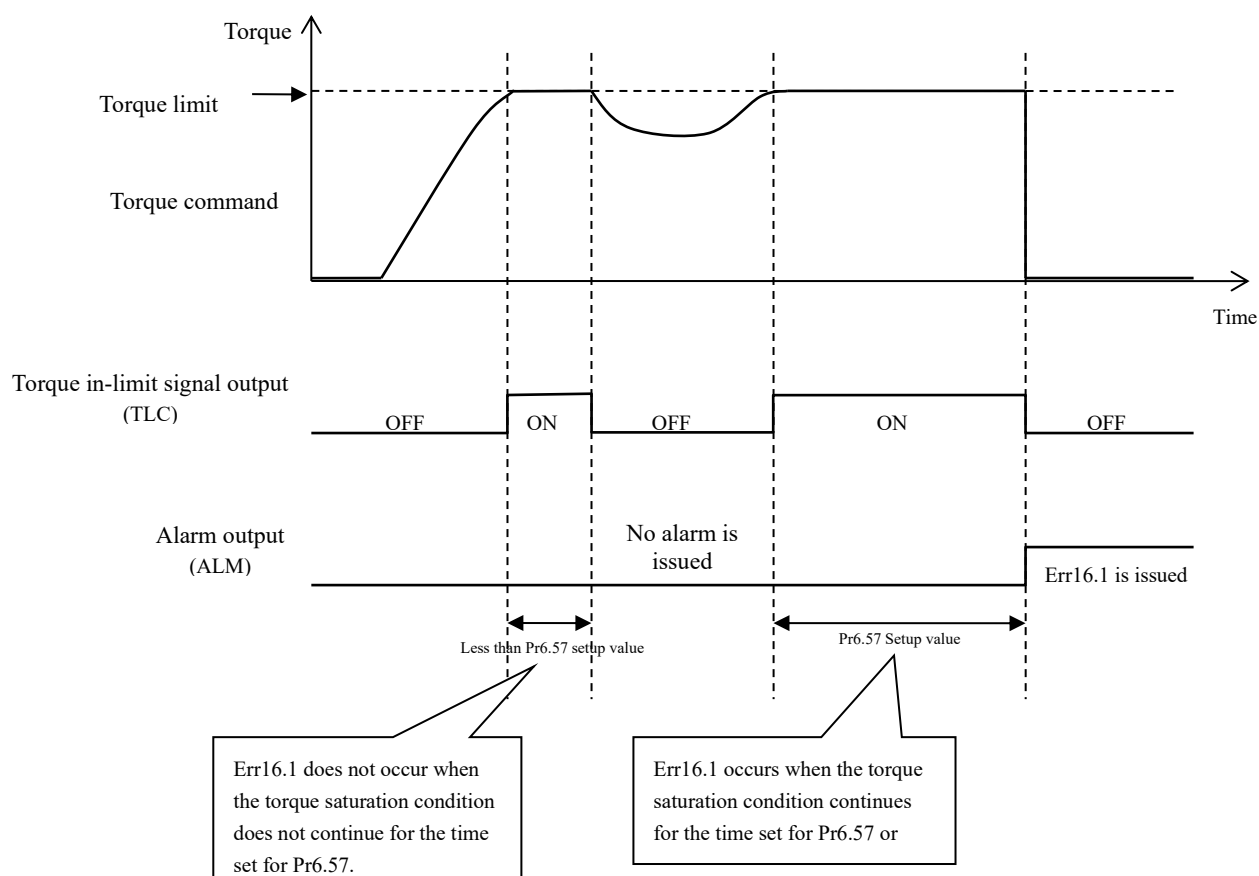 Torque
Torque limit
Torque command
Time
Torque in-limit signal output
(TLC)
OFF
ON
OFF
ON
OFF
Alarm output
(ALM)
No alarm is
issued
Err16.1 is issued
Less than Pr6.57 setup value
Pr6.57 Setup value
Err16.1 does not occur when
the torque saturation condition
does not continue for the time
set for Pr6.57.
Err16.1 occurs when the torque
saturation condition continues
for the time set for Pr6.57 or